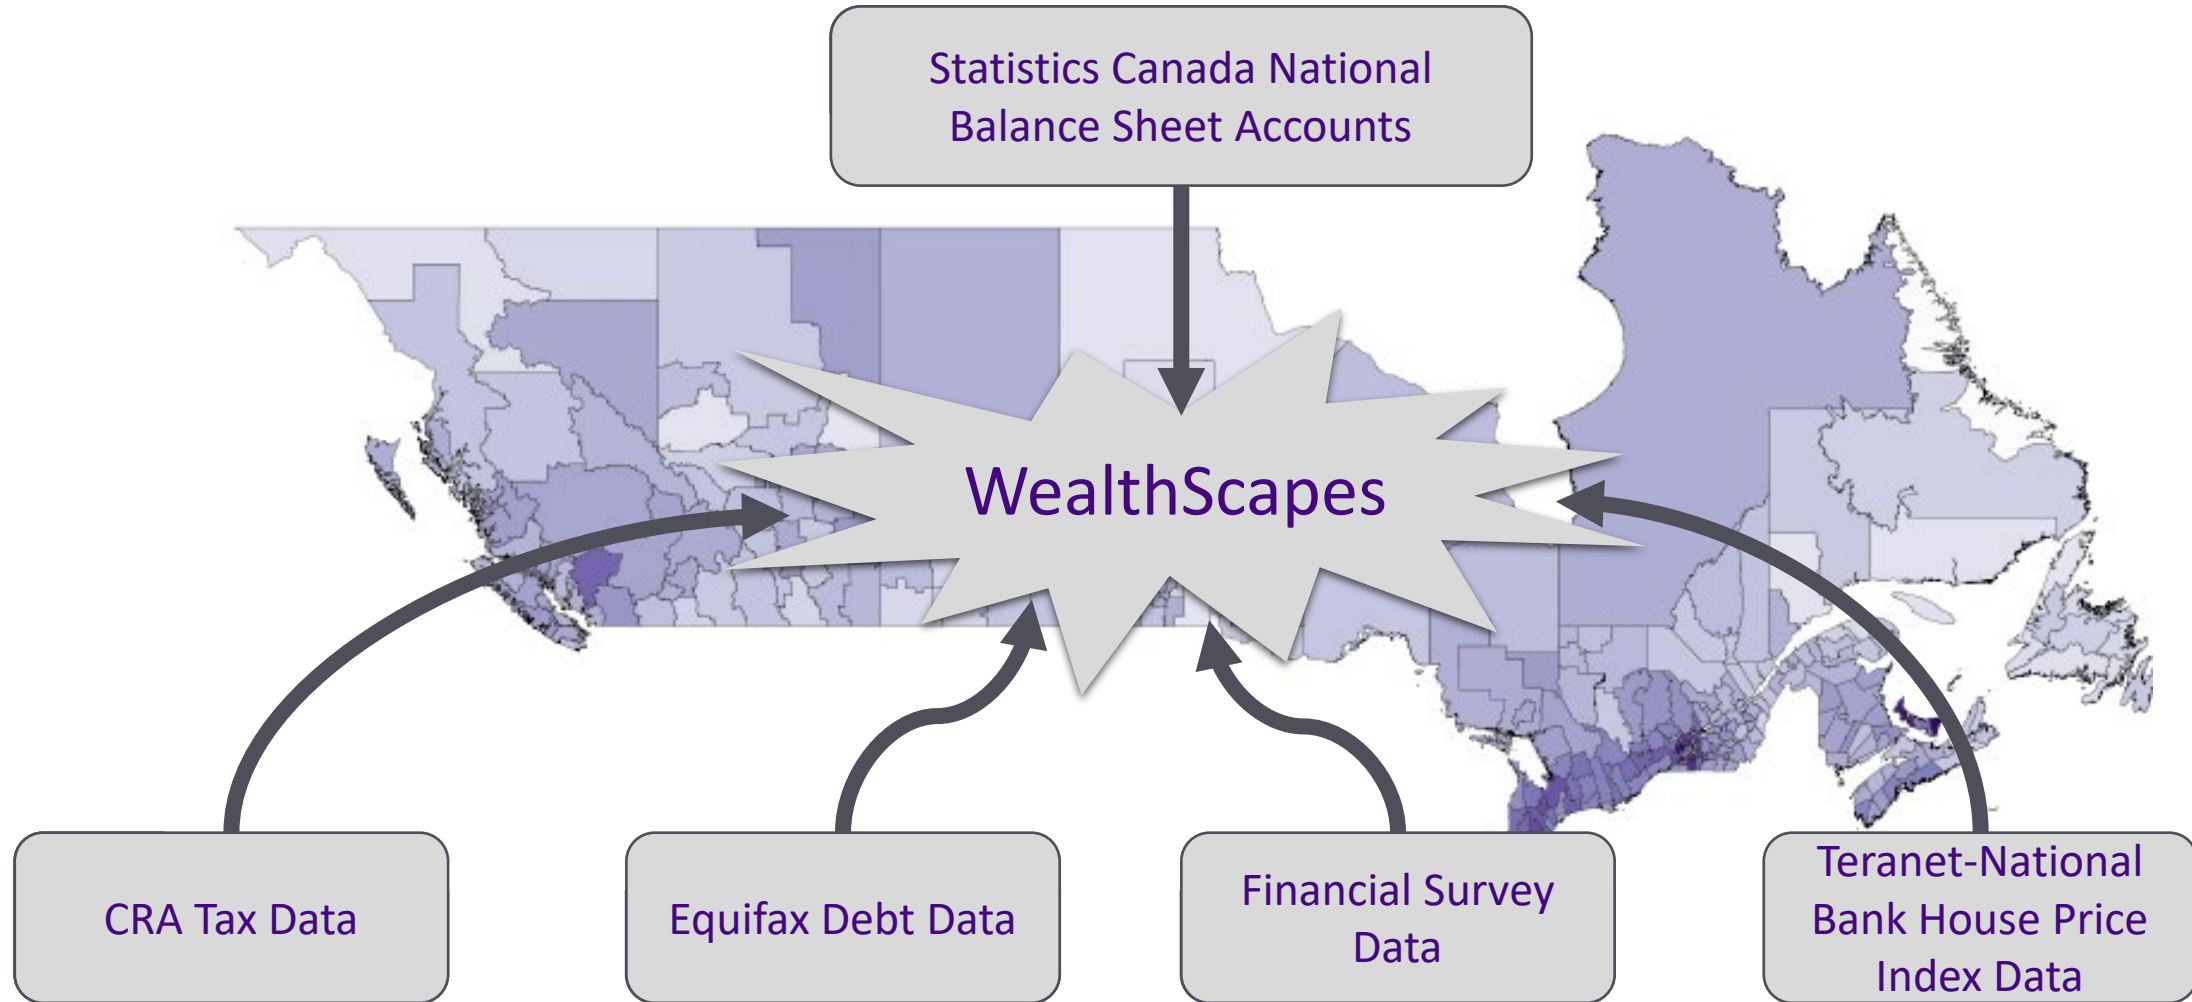 Statistics Canada National
Balance Sheet Accounts
WealthScapes
CRA Tax Data
Equifax Debt Data
Financial Survey
Data
Teranet-National
Bank House Price
Index Data